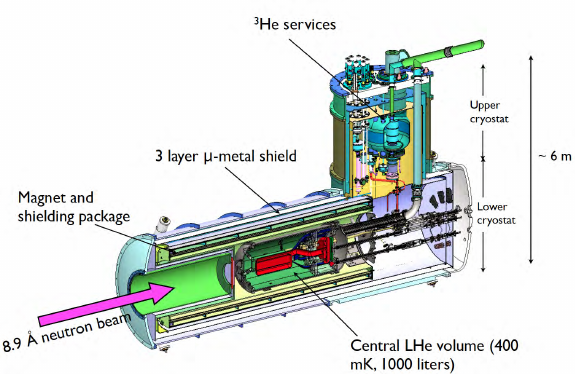 ³He services
Upper
cryostat
3 layer μ-metal shield
~ 6 m
Magnet and
shielding package
Lower
cryostat
8.9 Å neutron beam
Central LHe volume (400
mK, 1000 liters)